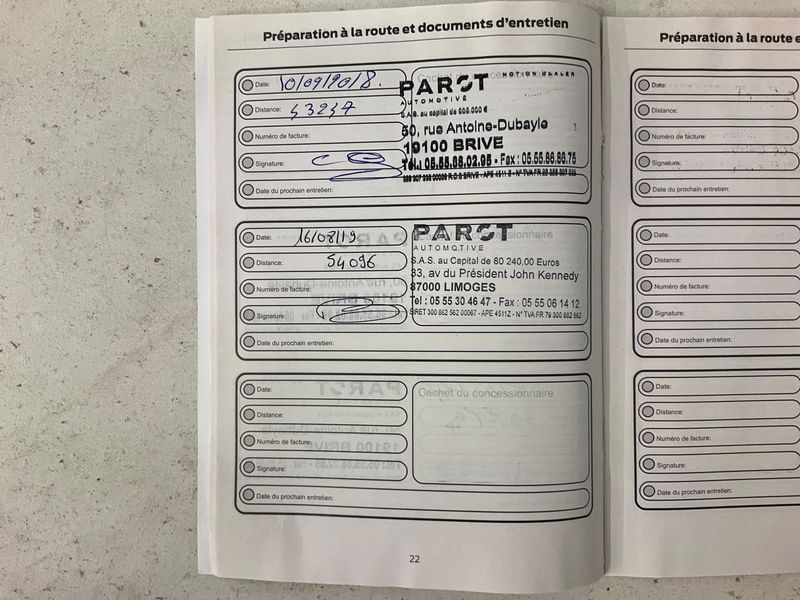 Préparation à la route et documents d'entretien
Date: 10/09/2018.
Distance: 43247
Numéro de facture:
Signature:
Date du prochain entretien:
PAROT
AUTOMOTIVE
S.A.S. au capital de
50, rue Antoine-Dubayle
19100 BRIVE
Tél.: 05.55.88.02.95 - Fax : 05.55.86.86.75
Date: 16/08/19
Distance: 54096
Numéro de facture:
Signature:
Date du prochain entretien:
PAROT
AUTOMOTIVE
S.A.S. au Capital de 80 240,00 Euros
33, av du Président John Kennedy
87000 LIMOGES
Tel : 05 55 30 46 47 - Fax : 05 55 06 14 12
SIRET 300 862 562 00067 - APE 4511Z - N° TVA FR 79 300 862 562
Date:
Distance:
Numéro de facture:
Signature:
Date du prochain entretien:
Cachet du concessionnaire
22
Préparation à la route e
Date:
Distance:
Numéro de facture:
Signature:
Date du prochain entretien:
Date:
Distance:
Numéro de facture:
Signature:
Date du prochain entretien:
Date:
Distance:
Numéro de facture:
Signature:
Date du prochain entretien: